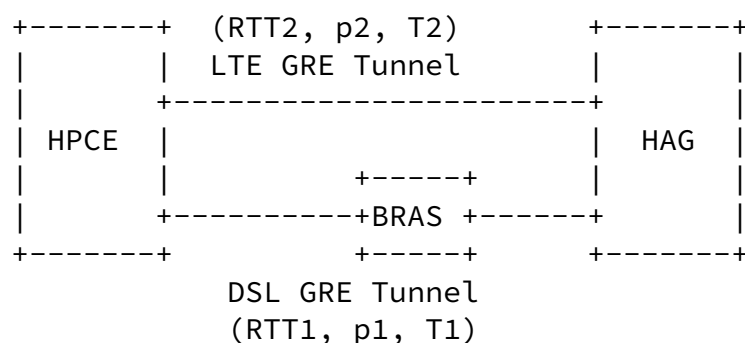 (RTT2, p2, T2)
LTE GRE Tunnel
HPCE HAG
BRAS
DSL GRE Tunnel
(RTT1, p1, T1)